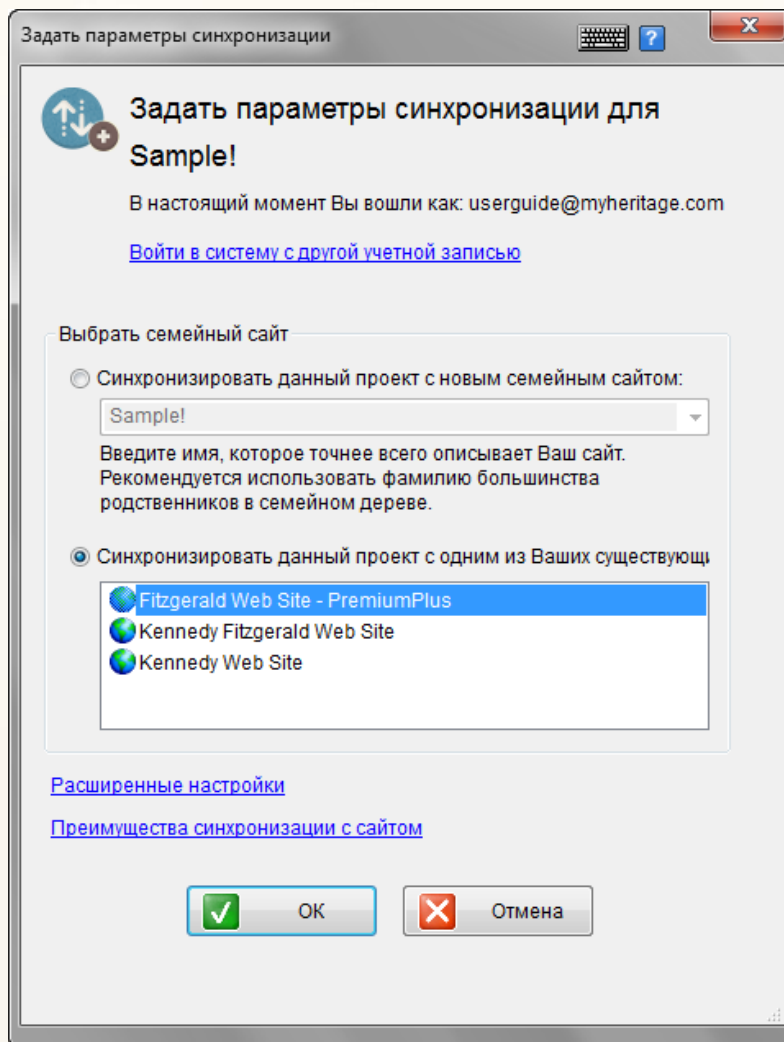 Задать параметры синхронизации
?
Задать параметры синхронизации для
Sample!
В настоящий момент Вы вошли как: userguide@myheritage.com
Войти в систему с другой учетной записью
Выбрать семейный сайт
Синхронизировать данный проект с новым семейным сайтом:
Sample!
Введите имя, которое точнее всего описывает Ваш сайт.
Рекомендуется использовать фамилию большинства
родственников в семейном дереве.
Синхронизировать данный проект с одним из Ваших существующи
Fitzgerald Web Site - PremiumPlus
Kennedy Fitzgerald Web Site
Kennedy Web Site
Расширенные настройки
Преимущества синхронизации с сайтом
ОК
Отмена